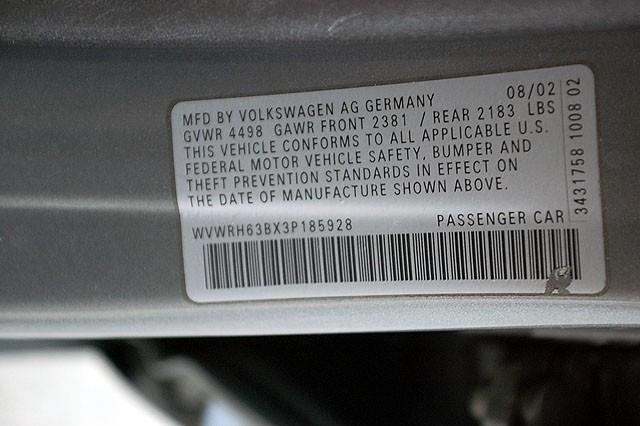 MFD BY VOLKSWAGEN AG GERMANY 08/02
GVWR 4498 GAWR FRONT 2381 / REAR 2183 LBS
THIS VEHICLE CONFORMS TO ALL APPLICABLE U.S.
FEDERAL MOTOR VEHICLE SAFETY, BUMPER AND
THEFT PREVENTION STANDARDS IN EFFECT ON
THE DATE OF MANUFACTURE SHOWN ABOVE.
WVWRH63BX3P185928 PASSENGER CAR
3431758 1008 02